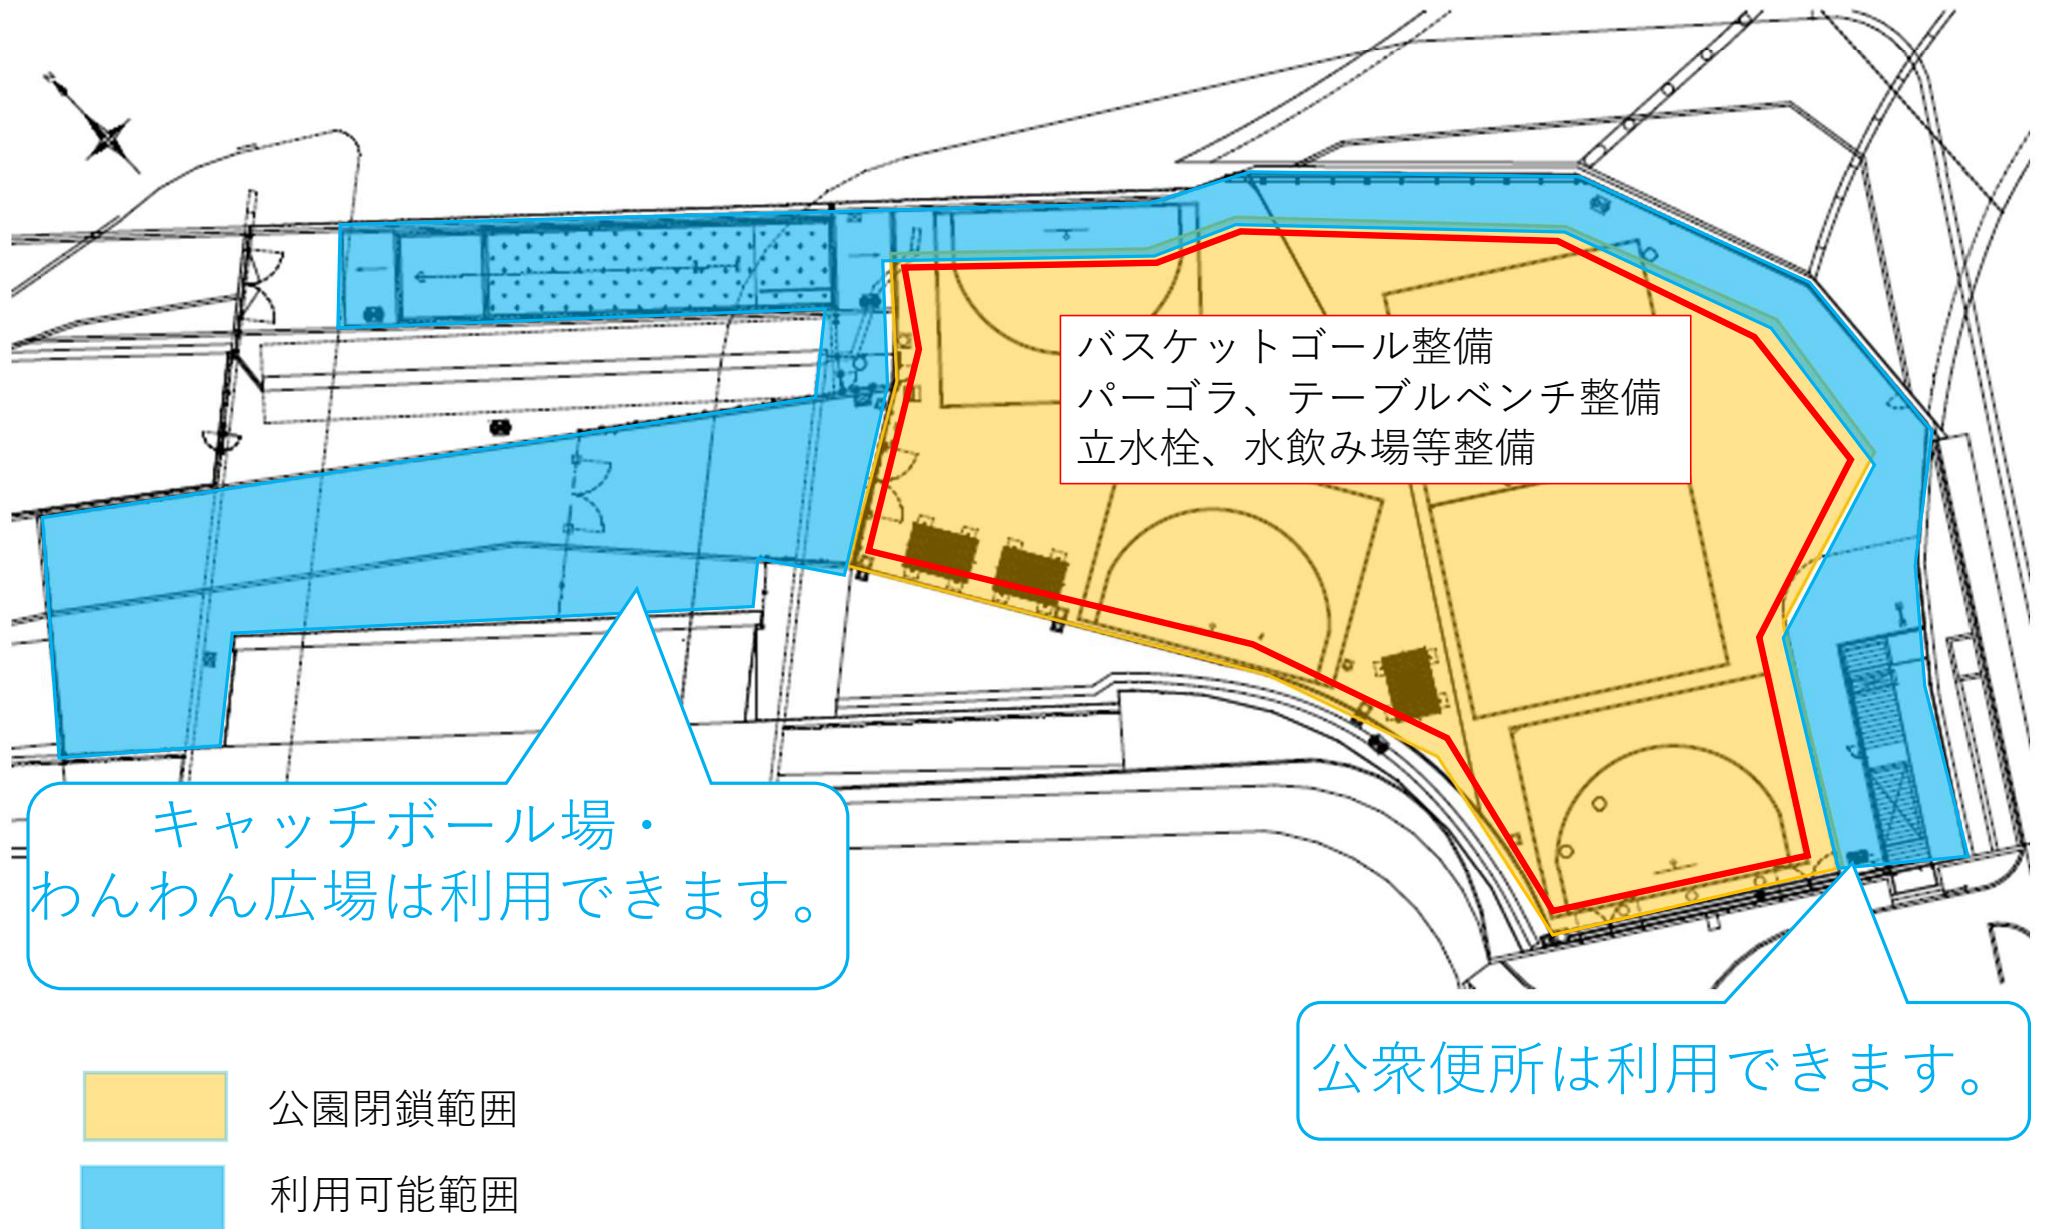 バスケットゴール整備
パーゴラ、テーブルベンチ整備
立水栓、水飲み場等整備
キャッチボール場・
わんわん広場は利用できます。
公衆便所は利用できます。
公園閉鎖範囲
利用可能範囲